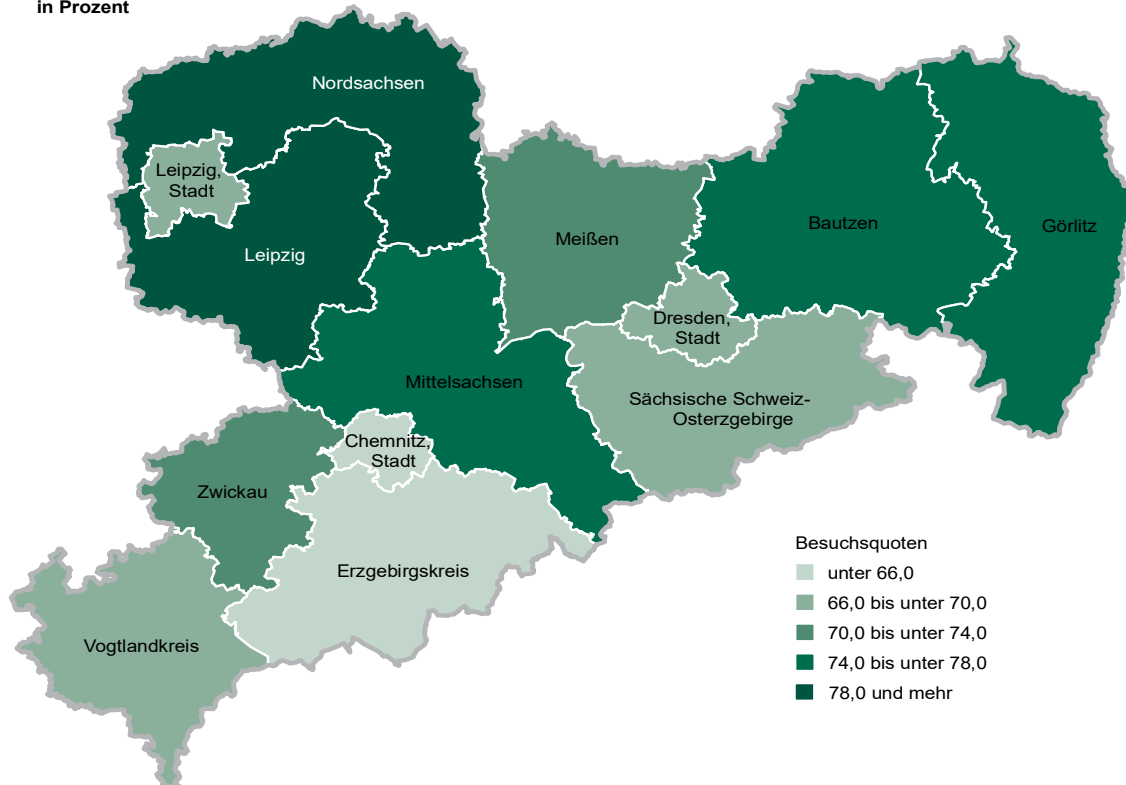 in Prozent
Nordsachsen
Leipzig,
Stadt
Leipzig
Meißen
Bautzen
Görlitz
Dresden,
Stadt
Mittelsachsen
Sächsische Schweiz-
Osterzgebirge
Chemnitz,
Stadt
Zwickau
Erzgebirgskreis
Vogtlandkreis
Besuchsquoten
unter 66,0
66,0 bis unter 70,0
70,0 bis unter 74,0
74,0 bis unter 78,0
78,0 und mehr